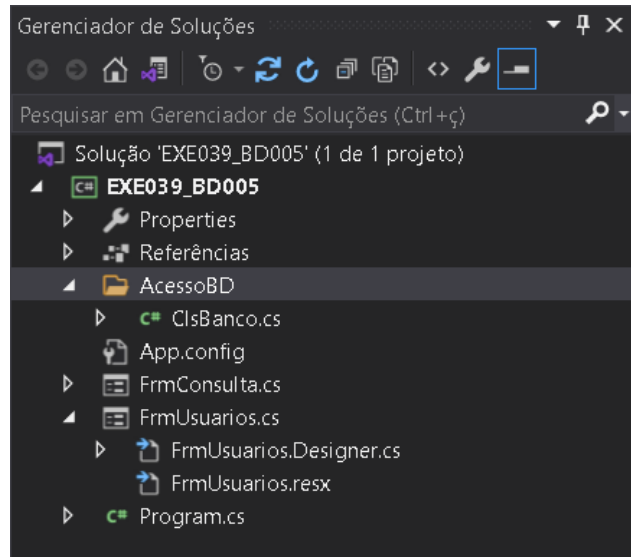 Gerenciador de Soluções
Pesquisar em Gerenciador de Soluções (Ctrl+ç)
Solução 'EXE039_BD005' (1 de 1 projeto)
C# EXE039_BD005
Properties
Referências
AcessoBD
C# ClsBanco.cs
App.config
FrmConsulta.cs
FrmUsuarios.cs
FrmUsuarios.Designer.cs
FrmUsuarios.resx
C# Program.cs